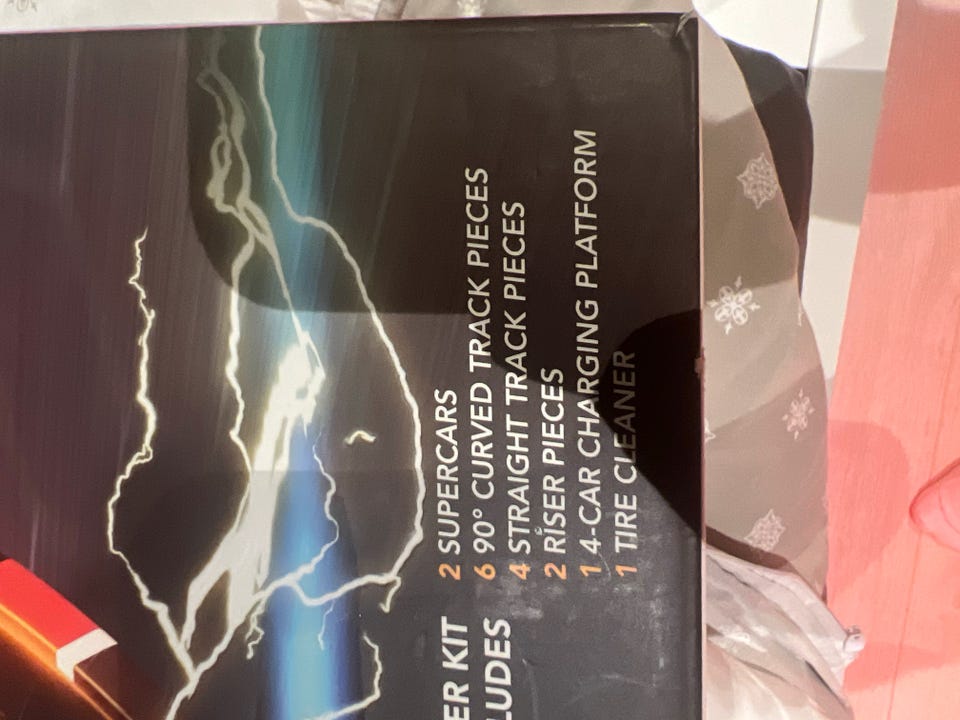 ER KIT
LUDES
2 SUPERCARS
6 90° CURVED TRACK PIECES
4 STRAIGHT TRACK PIECES
2 RISER PIECES
1 4-CAR CHARGING PLATFORM
1 TIRE CLEANER